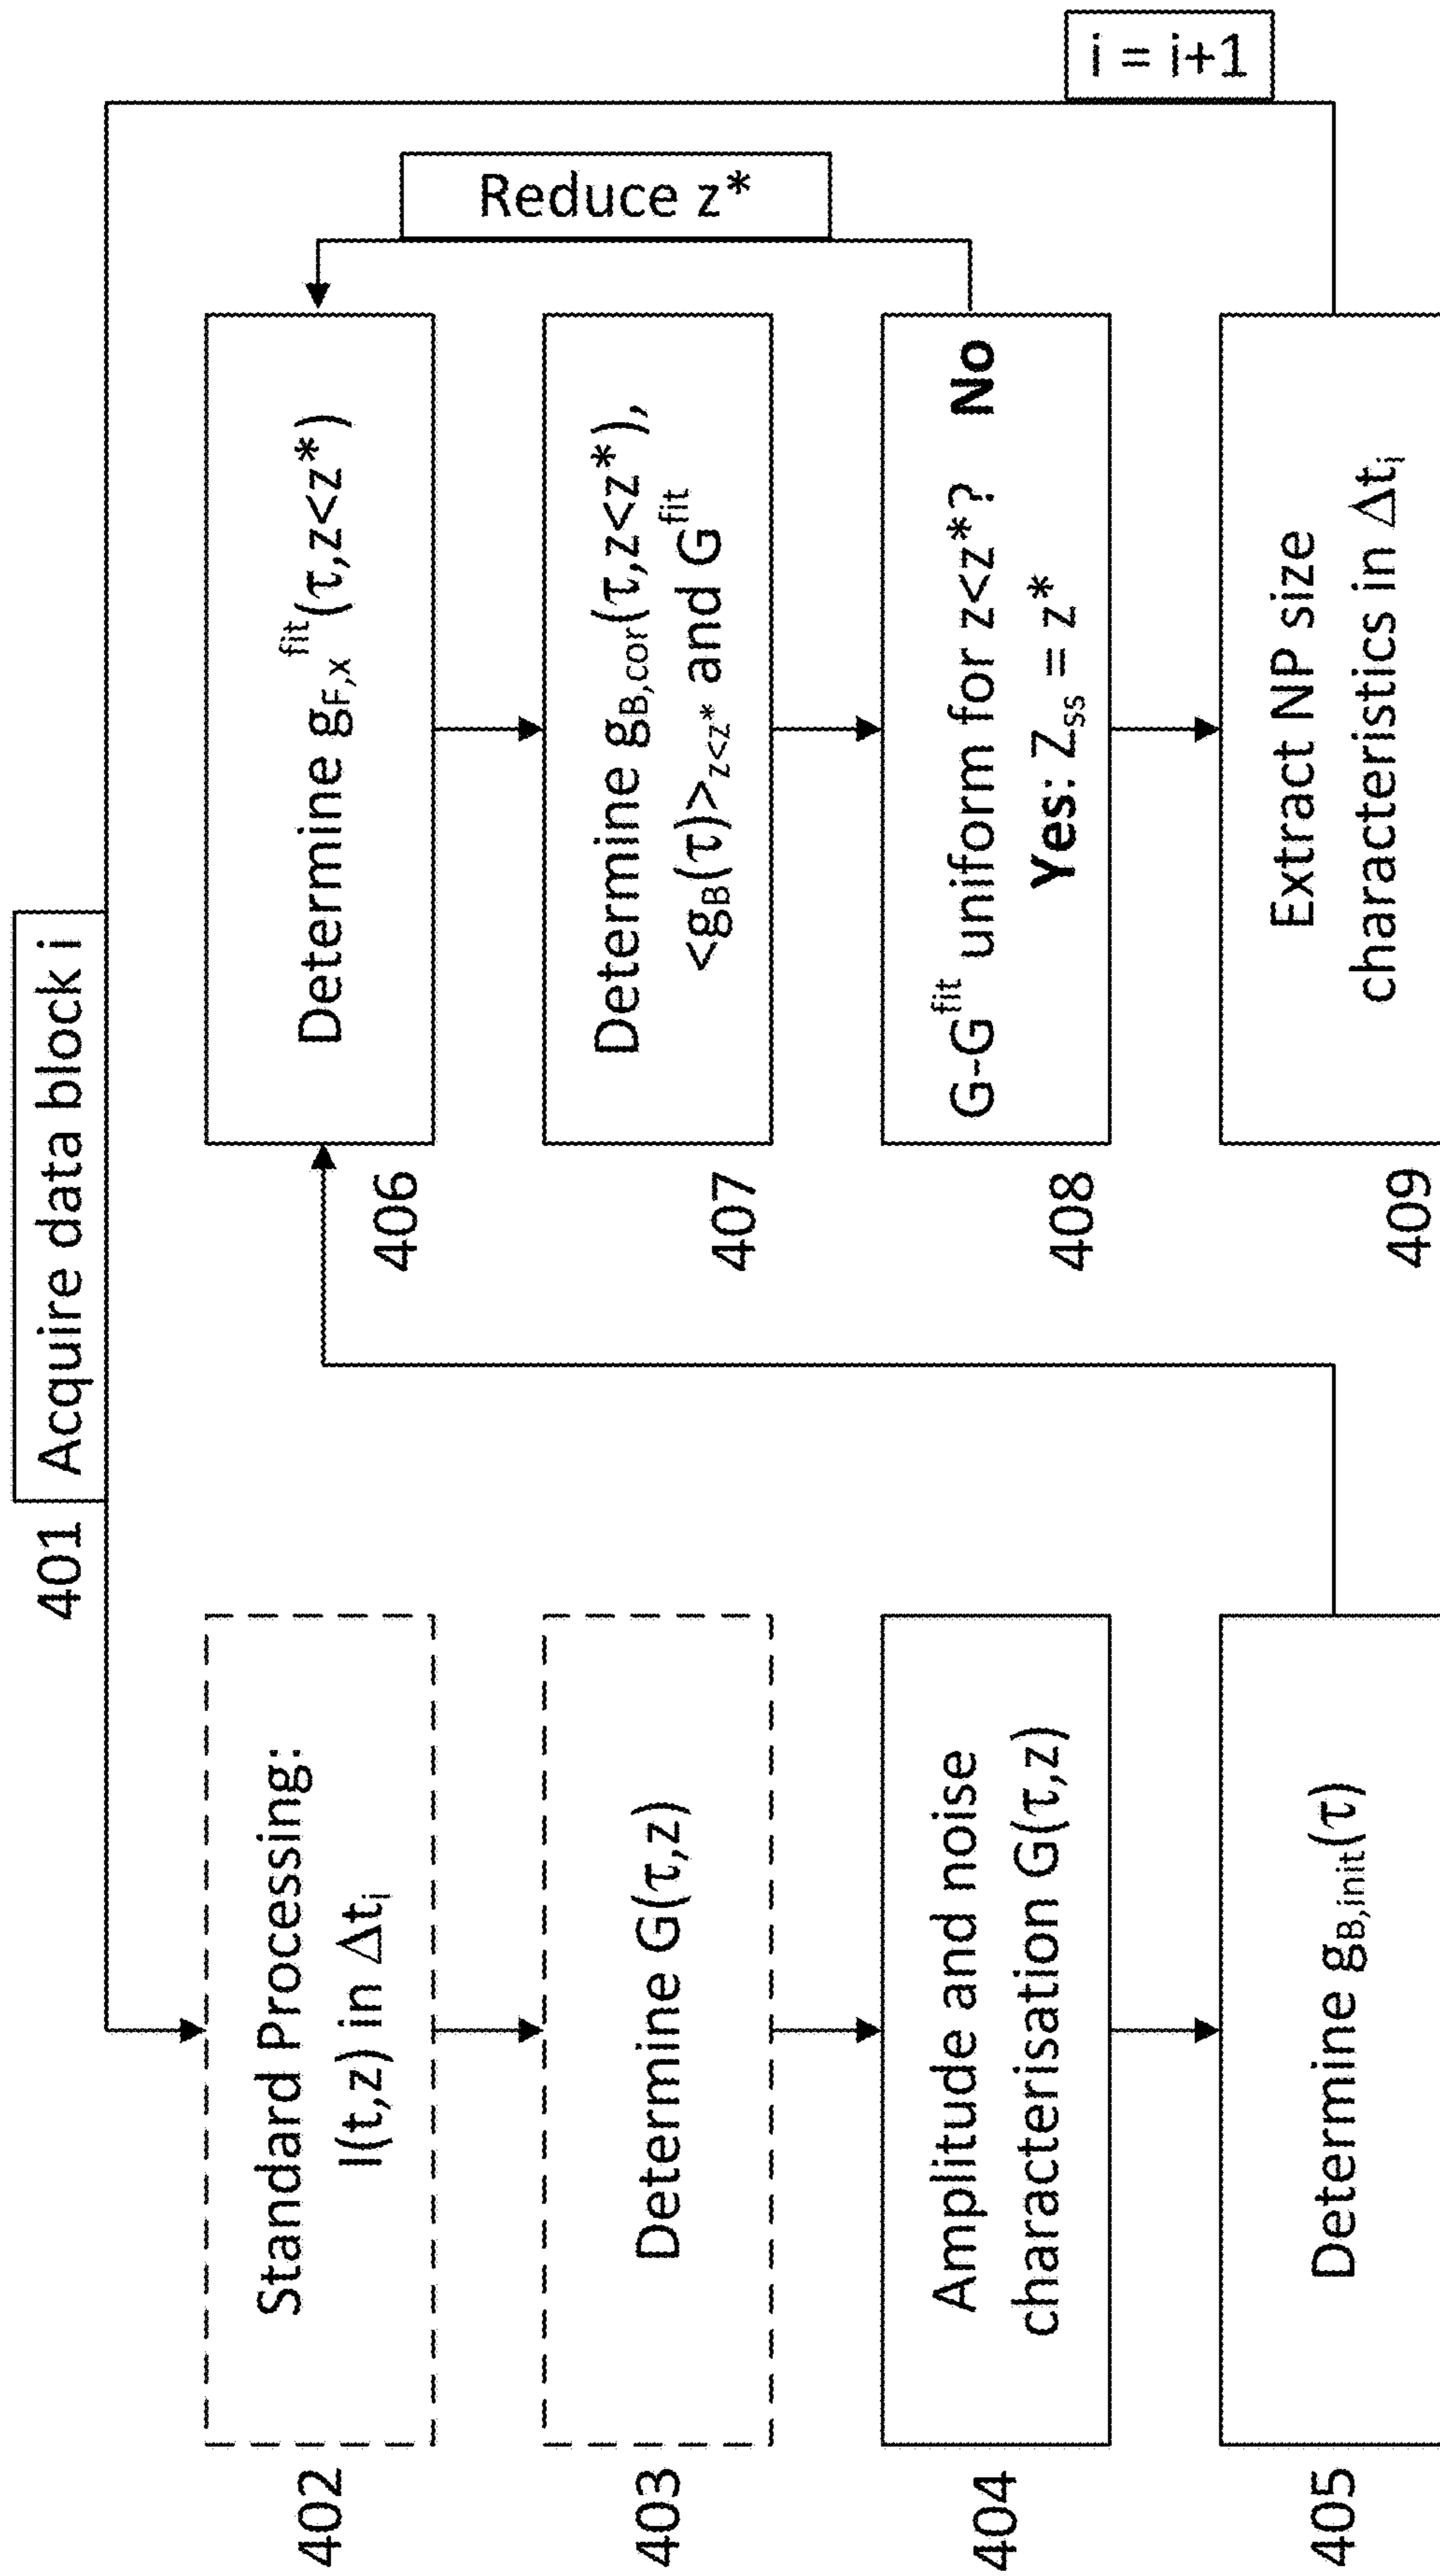 401 Acquire data block i
402
Standard Processing:
I(t,z) in Δtᵢ
403
Determine G(τ,z)
404
Amplitude and noise
characterisation G(τ,z)
405
Determine g_B,init(τ)
406
Determine g_F,x^fit(τ,z<z*)
407
Determine g_B,cor(τ,z<z*),
<g_B(τ)>_z<z* and G^fit
408
G-G^fit uniform for z<z*? No
Yes: Z_ss = z*
409
Extract NP size
characteristics in Δtᵢ
Reduce z*
i = i+1